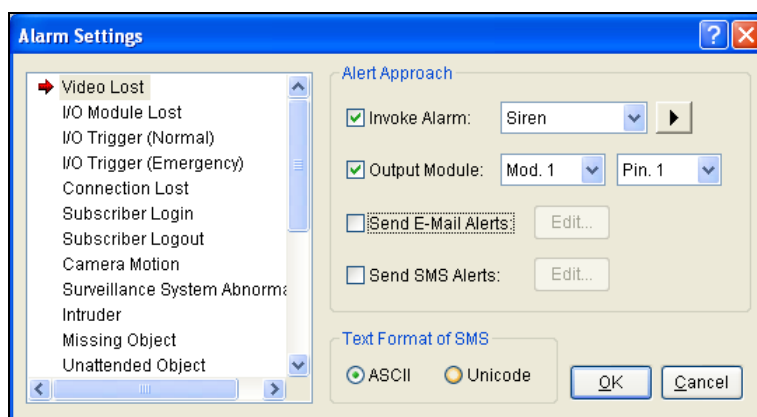 Alarm Settings
Video Lost
I/O Module Lost
I/O Trigger (Normal)
I/O Trigger (Emergency)
Connection Lost
Subscriber Login
Subscriber Logout
Camera Motion
Surveillance System Abnorma
Intruder
Missing Object
Unattended Object
Alert Approach
Invoke Alarm: Siren
Output Module: Mod. 1 Pin. 1
Send E-Mail Alerts: Edit...
Send SMS Alerts: Edit...
Text Format of SMS
ASCII Unicode
OK Cancel